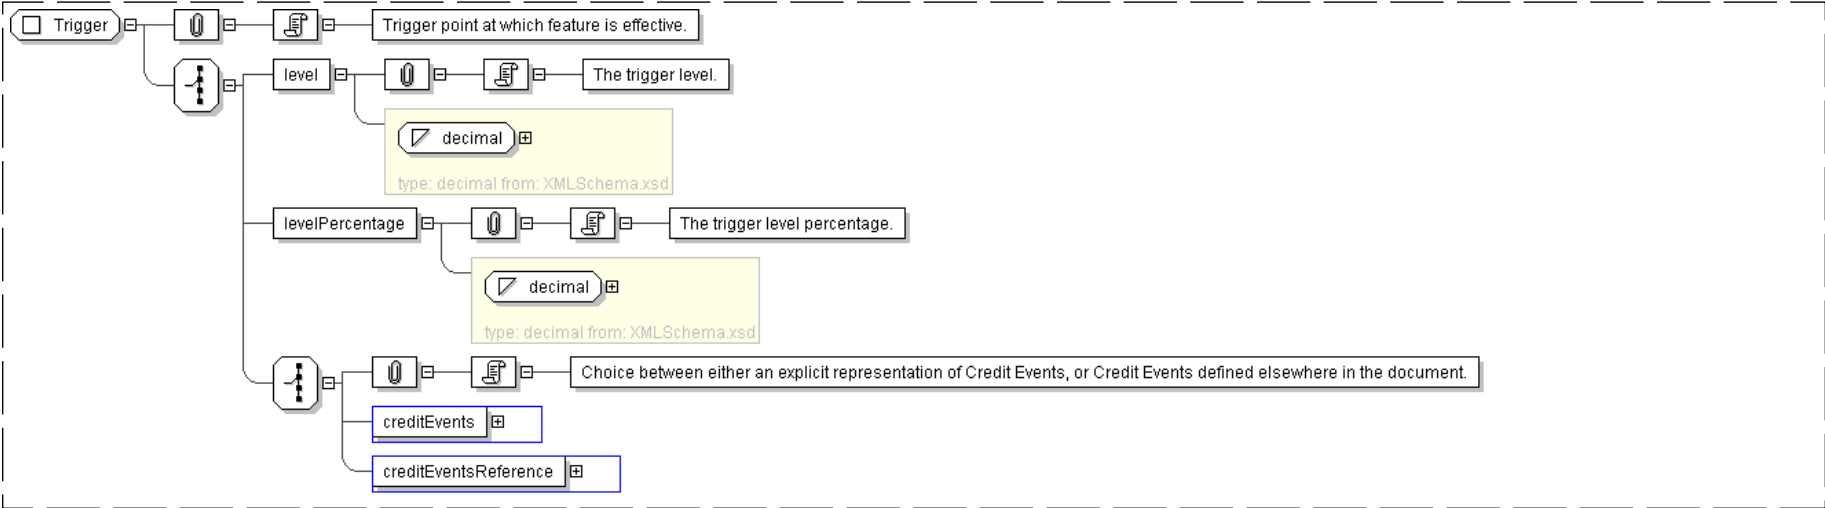 Trigger
Trigger point at which feature is effective.
level
The trigger level.
decimal
type: decimal from: XMLSchema.xsd
levelPercentage
The trigger level percentage.
decimal
type: decimal from: XMLSchema.xsd
Choice between either an explicit representation of Credit Events, or Credit Events defined elsewhere in the document.
creditEvents
creditEventsReference